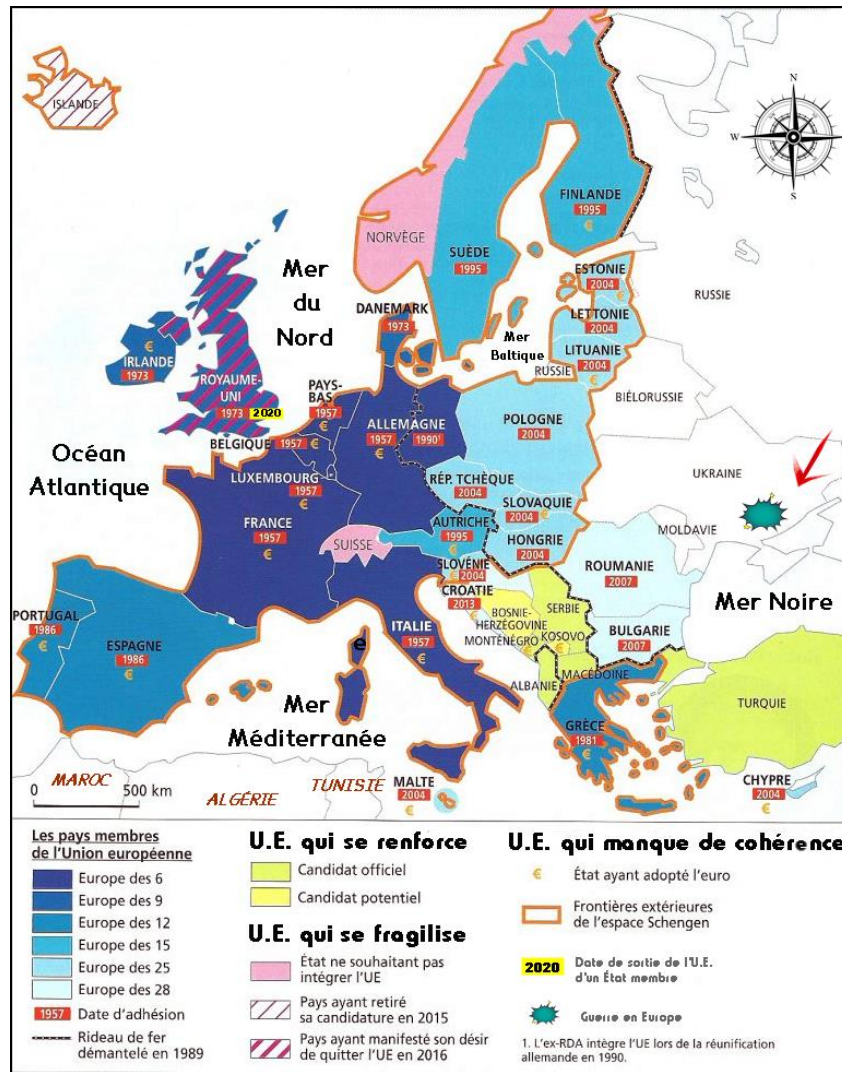 ISLANDE
N
W
E
S
NORVÈGE
SUÈDE
1995
FINLANDE
1995
€
Mer
du
Nord
DANEMARK
1973
Mer
Baltique
ESTONIE
2004
€
LETTONIE
2004
LITUANIE
2004
€
RUSSIE
RUSSIE
BIÉLORUSSIE
€
IRLANDE
1973
ROYAUME-
UNI
1973
2020
PAYS-
BAS
1957
€
BELGIQUE
1957
€
ALLEMAGNE
1957
1990¹
€
POLOGNE
2004
Océan
Atlantique
LUXEMBOURG
1957
€
RÉP. TCHÈQUE
2004
SLOVAQUIE
2004
€
UKRAINE
MOLDAVIE
FRANCE
1957
€
SUISSE
AUTRICHE
1995
€
HONGRIE
2004
SLOVÉNIE
€
2004
CROATIE
2013
€
ROUMANIE
2007
Mer Noire
BOSNIE-
HERZÉGOVINE
SERBIE
MONTÉNÉGRO
€
KOSOVO
€
BULGARIE
2007
PORTUGAL
1986
€
ESPAGNE
1986
€
ITALIE
1957
€
e
ALBANIE
MACÉDOINE
TURQUIE
GRÈCE
1981
€
Mer
Méditerranée
MAROC
ALGÉRIE
TUNISIE
MALTE
2004
€
CHYPRE
2004
€
0
500 km
Les pays membres
de l'Union européenne
Europe des 6
Europe des 9
Europe des 12
Europe des 15
Europe des 25
Europe des 28
1957 Date d'adhésion
Rideau de fer
démantelé en 1989
U.E. qui se renforce
Candidat officiel
Candidat potentiel
U.E. qui se fragilise
État ne souhaitant pas
intégrer l'UE
Pays ayant retiré
sa candidature en 2015
Pays ayant manifesté son désir
de quitter l'UE en 2016
U.E. qui manque de cohérence
€ État ayant adopté l'euro
Frontières extérieures
de l'espace Schengen
2020 Date de sortie de l'U.E.
d'un État membre
Guerre en Europe
1. L'ex-RDA intègre l'UE lors de la réunification
allemande en 1990.